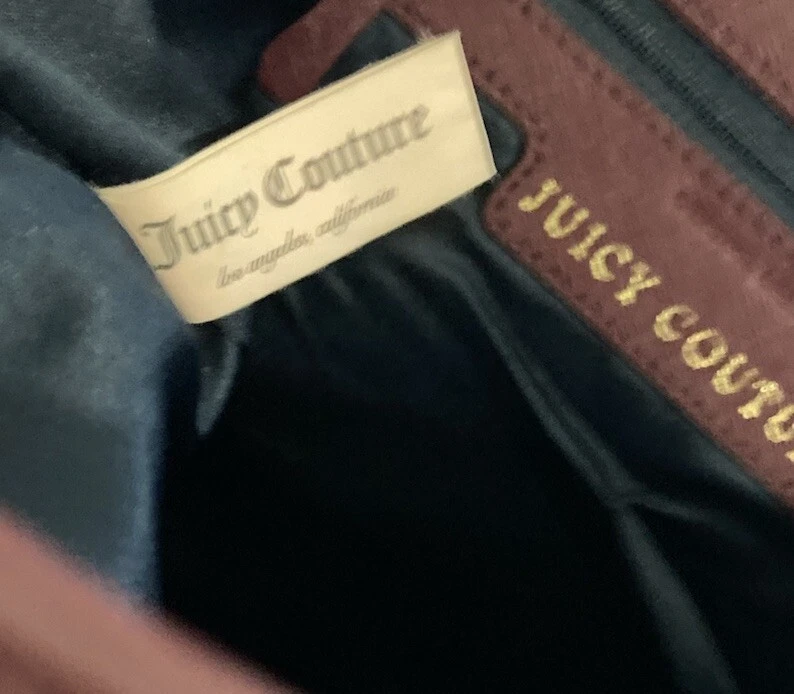 Juicy Couture
los angeles, california
JUICY COUTU